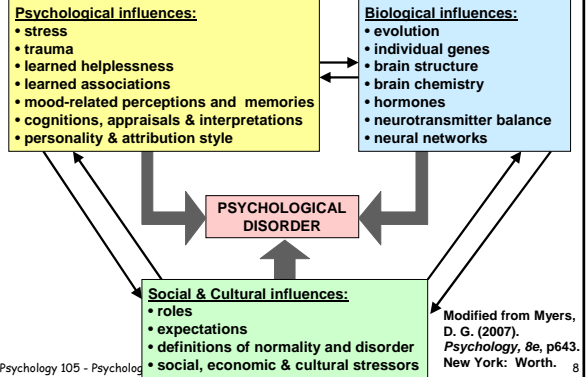 Psychological influences:
• stress
• trauma
• learned helplessness
• learned associations
• mood-related perceptions and memories
• cognitions, appraisals & interpretations
• personality & attribution style
Biological influences:
• evolution
• individual genes
• brain structure
• brain chemistry
• hormones
• neurotransmitter balance
• neural networks
PSYCHOLOGICAL
DISORDER
Social & Cultural influences:
• roles
• expectations
• definitions of normality and disorder
• social, economic & cultural stressors
Modified from Myers,
D. G. (2007).
Psychology, 8e, p643.
New York: Worth.
Psychology 105 - Psycholog
8